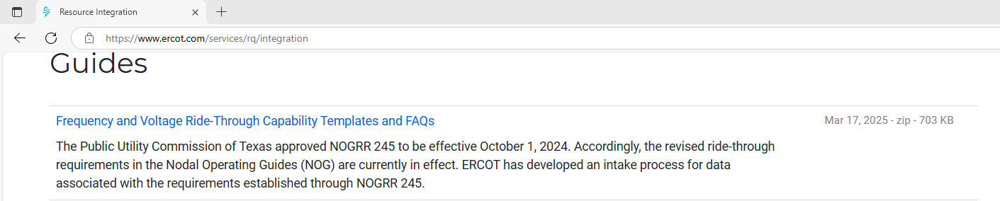 Resource Integration
https://www.ercot.com/services/rq/integration
Guides
Frequency and Voltage Ride-Through Capability Templates and FAQs
Mar 17, 2025 - zip - 703 KB
The Public Utility Commission of Texas approved NOGRR 245 to be effective October 1, 2024. Accordingly, the revised ride-through
requirements in the Nodal Operating Guides (NOG) are currently in effect. ERCOT has developed an intake process for data
associated with the requirements established through NOGRR 245.